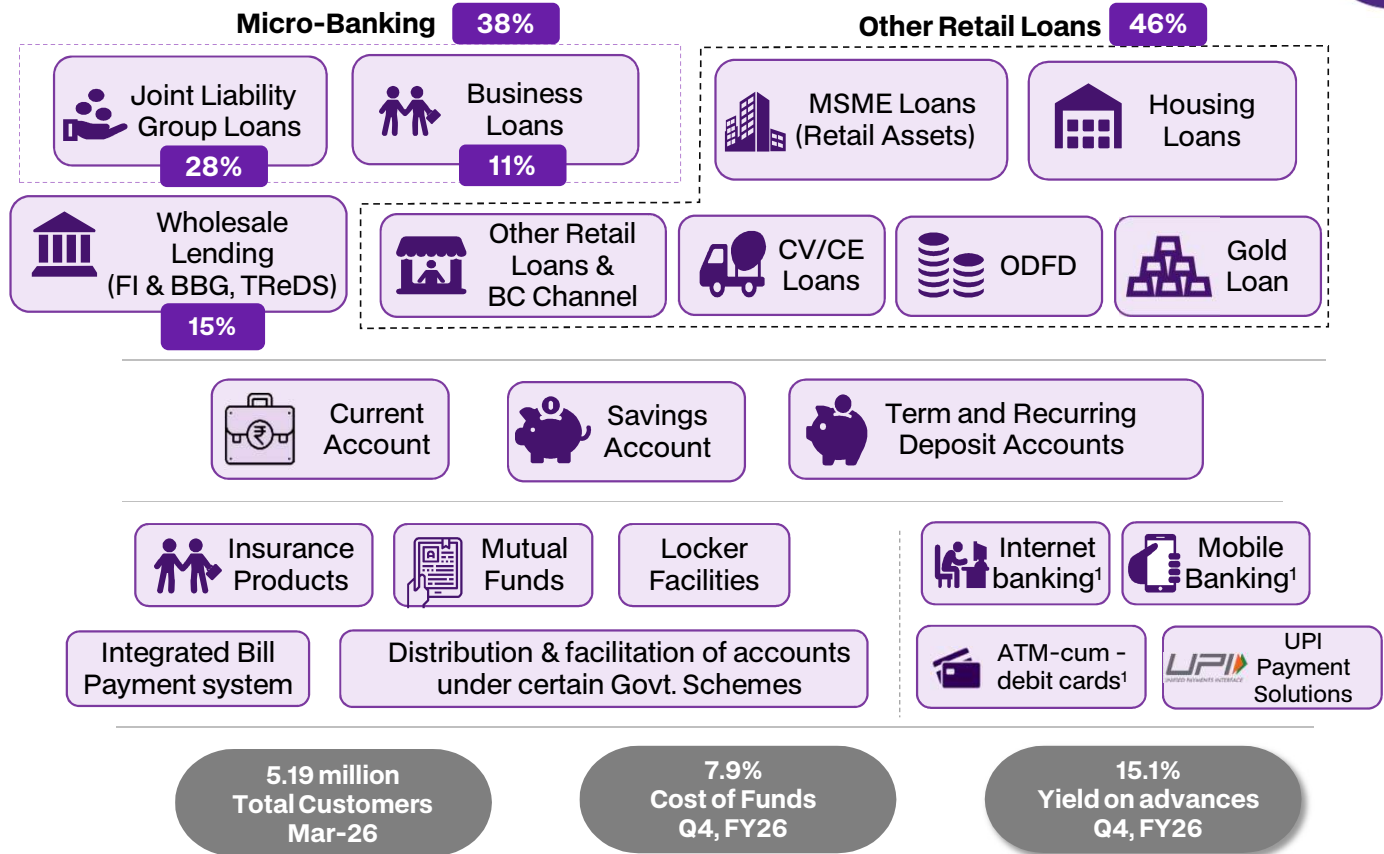 Micro-Banking 38%
Other Retail Loans 46%
Joint Liability
Group Loans
28%
Business
Loans
11%
MSME Loans
(Retail Assets)
Housing
Loans
Wholesale
Lending
(FI & BBG, TReDS)
15%
Other Retail
Loans &
BC Channel
CV/CE
Loans
ODFD
Gold
Loan
₹
Current
Account
Savings
Account
Term and Recurring
Deposit Accounts
Insurance
Products
Mutual
Funds
Locker
Facilities
Internet
banking¹
Mobile
Banking¹
Integrated Bill
Payment system
Distribution & facilitation of accounts
under certain Govt. Schemes
ATM-cum -
debit cards¹
UPI
UNIFIED PAYMENTS INTERFACE
UPI
Payment
Solutions
5.19 million
Total Customers
Mar-26
7.9%
Cost of Funds
Q4, FY26
15.1%
Yield on advances
Q4, FY26